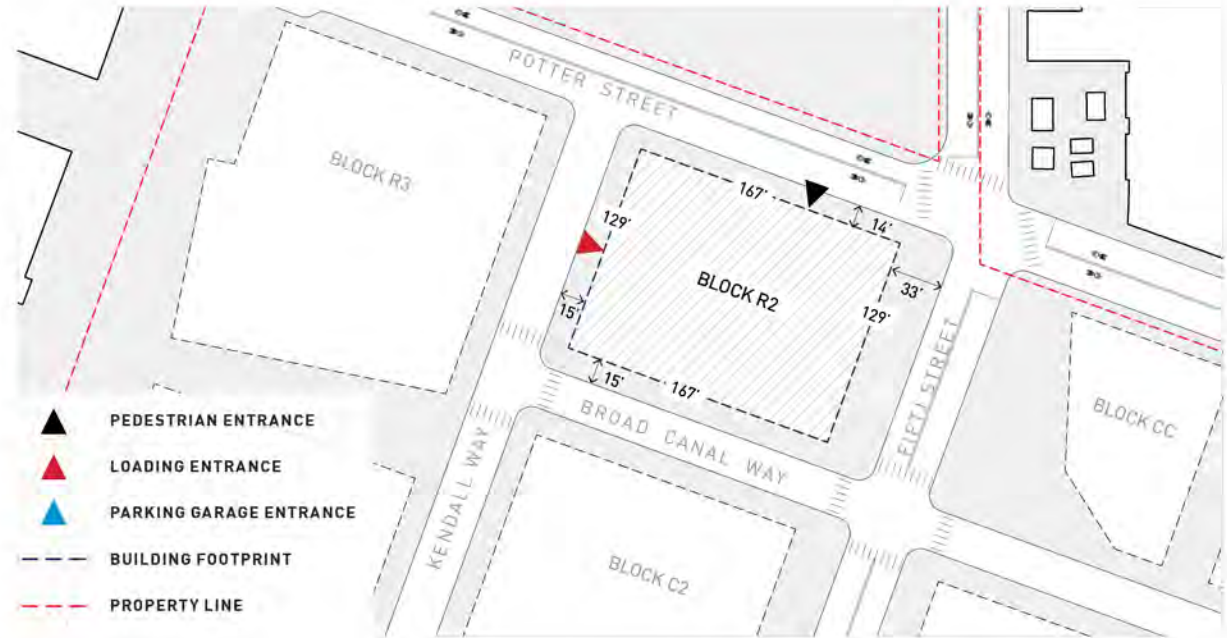 POTTER STREET
BLOCK R3
167'
14'
129'
BLOCK R2
33'
129'
15'
15'
167'
BROAD CANAL WAY
KENDALL WAY
BLOCK CC
BLOCK C2
PEDESTRIAN ENTRANCE
LOADING ENTRANCE
PARKING GARAGE ENTRANCE
BUILDING FOOTPRINT
PROPERTY LINE